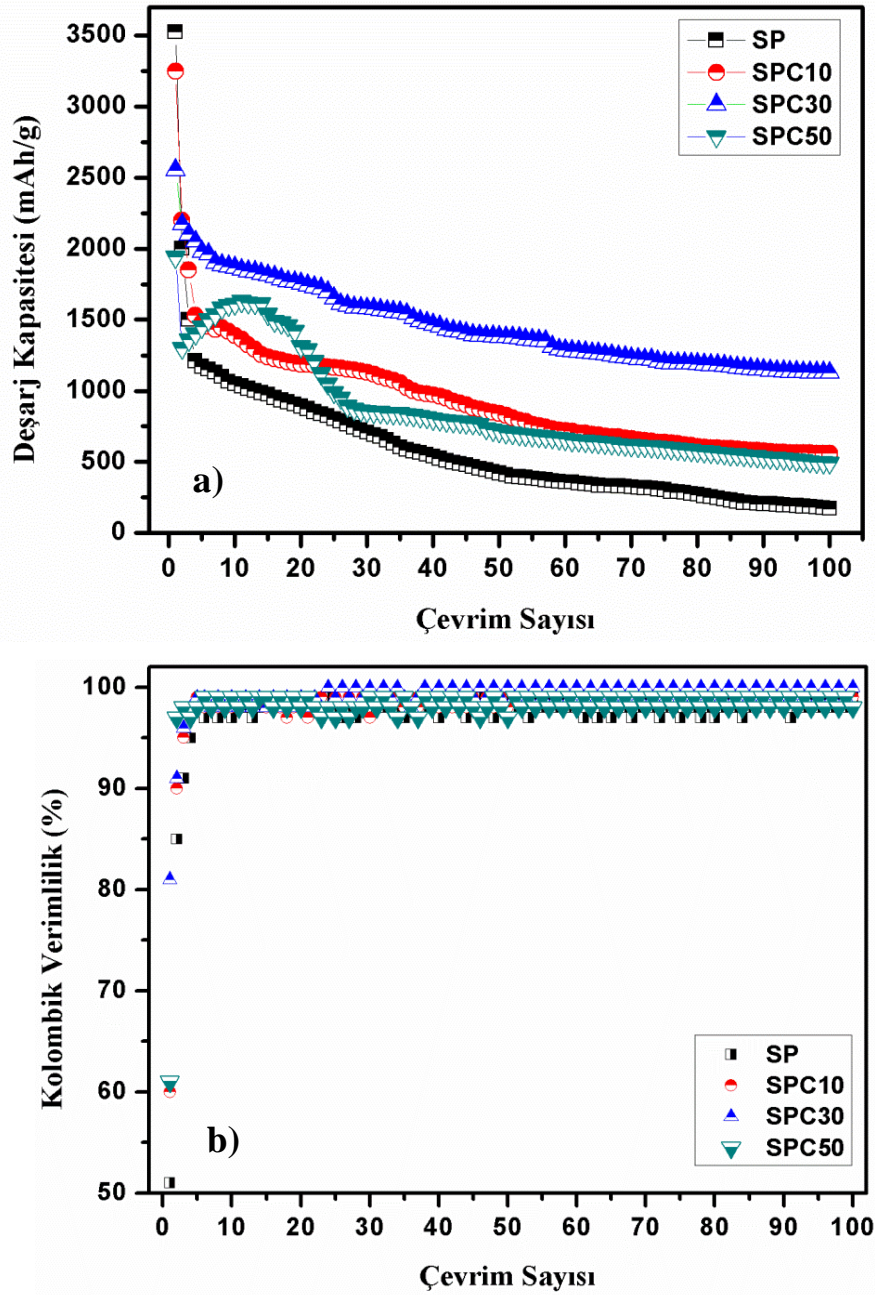 3500
3000
2500
2000
1500
1000
500
0
Deşarj Kapasitesi (mAh/g)
SP
SPC10
SPC30
SPC50
a)
0 10 20 30 40 50 60 70 80 90 100
Çevrim Sayısı
100
90
80
70
60
50
Kolombik Verimlilik (%)
SP
SPC10
SPC30
SPC50
b)
0 10 20 30 40 50 60 70 80 90 100
Çevrim Sayısı